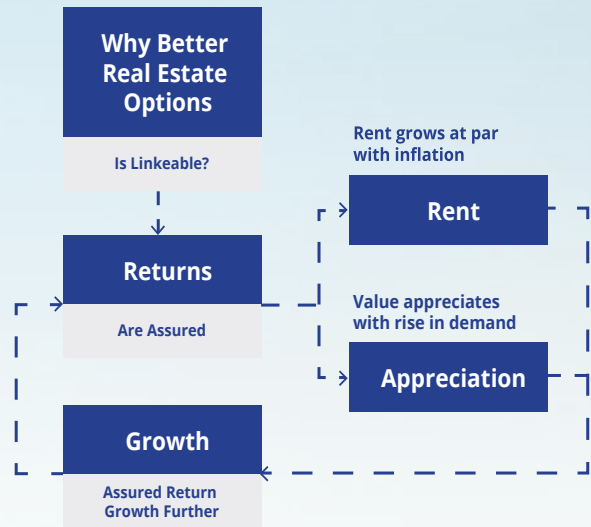 Why Better
Real Estate
Options
Is Linkeable?
Returns
Are Assured
Rent grows at par
with inflation
Rent
Value appreciates
with rise in demand
Appreciation
Growth
Assured Return
Growth Further